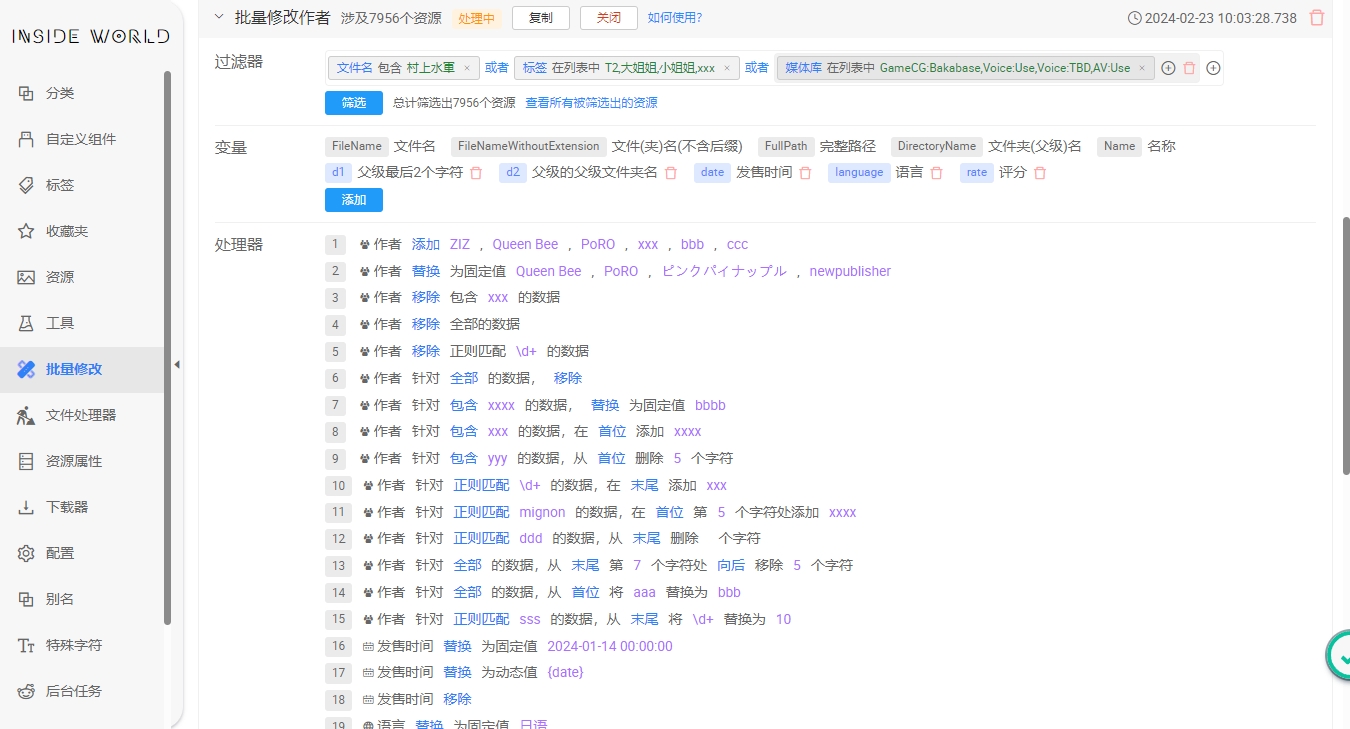 INSIDE WORLD
分类
自定义组件
标签
收藏夹
资源
工具
批量修改
文件处理器
资源属性
下载器
配置
别名
特殊字符
后台任务
批量修改作者 涉及7956个资源 处理中 复制 关闭 如何使用? 2024-02-23 10:03:28.738
过滤器 文件名 包含 村上水軍 × 或者 标签 在列表中 T2,大姐姐,小姐姐,xxx × 或者 媒体库 在列表中 GameCG:Bakabase,Voice:Use,Voice:TBD,AV:Use ×
筛选 总计筛选出7956个资源 查看所有被筛选出的资源
变量 FileName 文件名 FileNameWithoutExtension 文件(夹)名(不含后缀) FullPath 完整路径 DirectoryName 文件夹(父级)名 Name 名称
d1 父级最后2个字符 d2 父级的父级文件夹名 date 发售时间 language 语言 rate 评分
添加
处理器 1 作者 添加 ZIZ , Queen Bee , PoRO , xxx , bbb , ccc
2 作者 替换 为固定值 Queen Bee , PoRO , ピンクパイナップル , newpublisher
3 作者 移除 包含 xxx 的数据
4 作者 移除 全部的数据
5 作者 移除 正则匹配 \d+ 的数据
6 作者 针对 全部 的数据， 移除
7 作者 针对 包含 xxxx 的数据， 替换 为固定值 bbbb
8 作者 针对 包含 xxx 的数据，在 首位 添加 xxxx
9 作者 针对 包含 yyy 的数据，从 首位 删除 5 个字符
10 作者 针对 正则匹配 \d+ 的数据，在 末尾 添加 xxx
11 作者 针对 正则匹配 mignon 的数据，在 首位 第 5 个字符处添加 xxxx
12 作者 针对 正则匹配 ddd 的数据，从 末尾 删除 个字符
13 作者 针对 全部 的数据，从 末尾 第 7 个字符处 向后 移除 5 个字符
14 作者 针对 全部 的数据，从 首位 将 aaa 替换为 bbb
15 作者 针对 正则匹配 sss 的数据，从 末尾 将 \d+ 替换为 10
16 发售时间 替换 为固定值 2024-01-14 00:00:00
17 发售时间 替换 为动态值 {date}
18 发售时间 移除
19 语言 替换 为固定值 日语